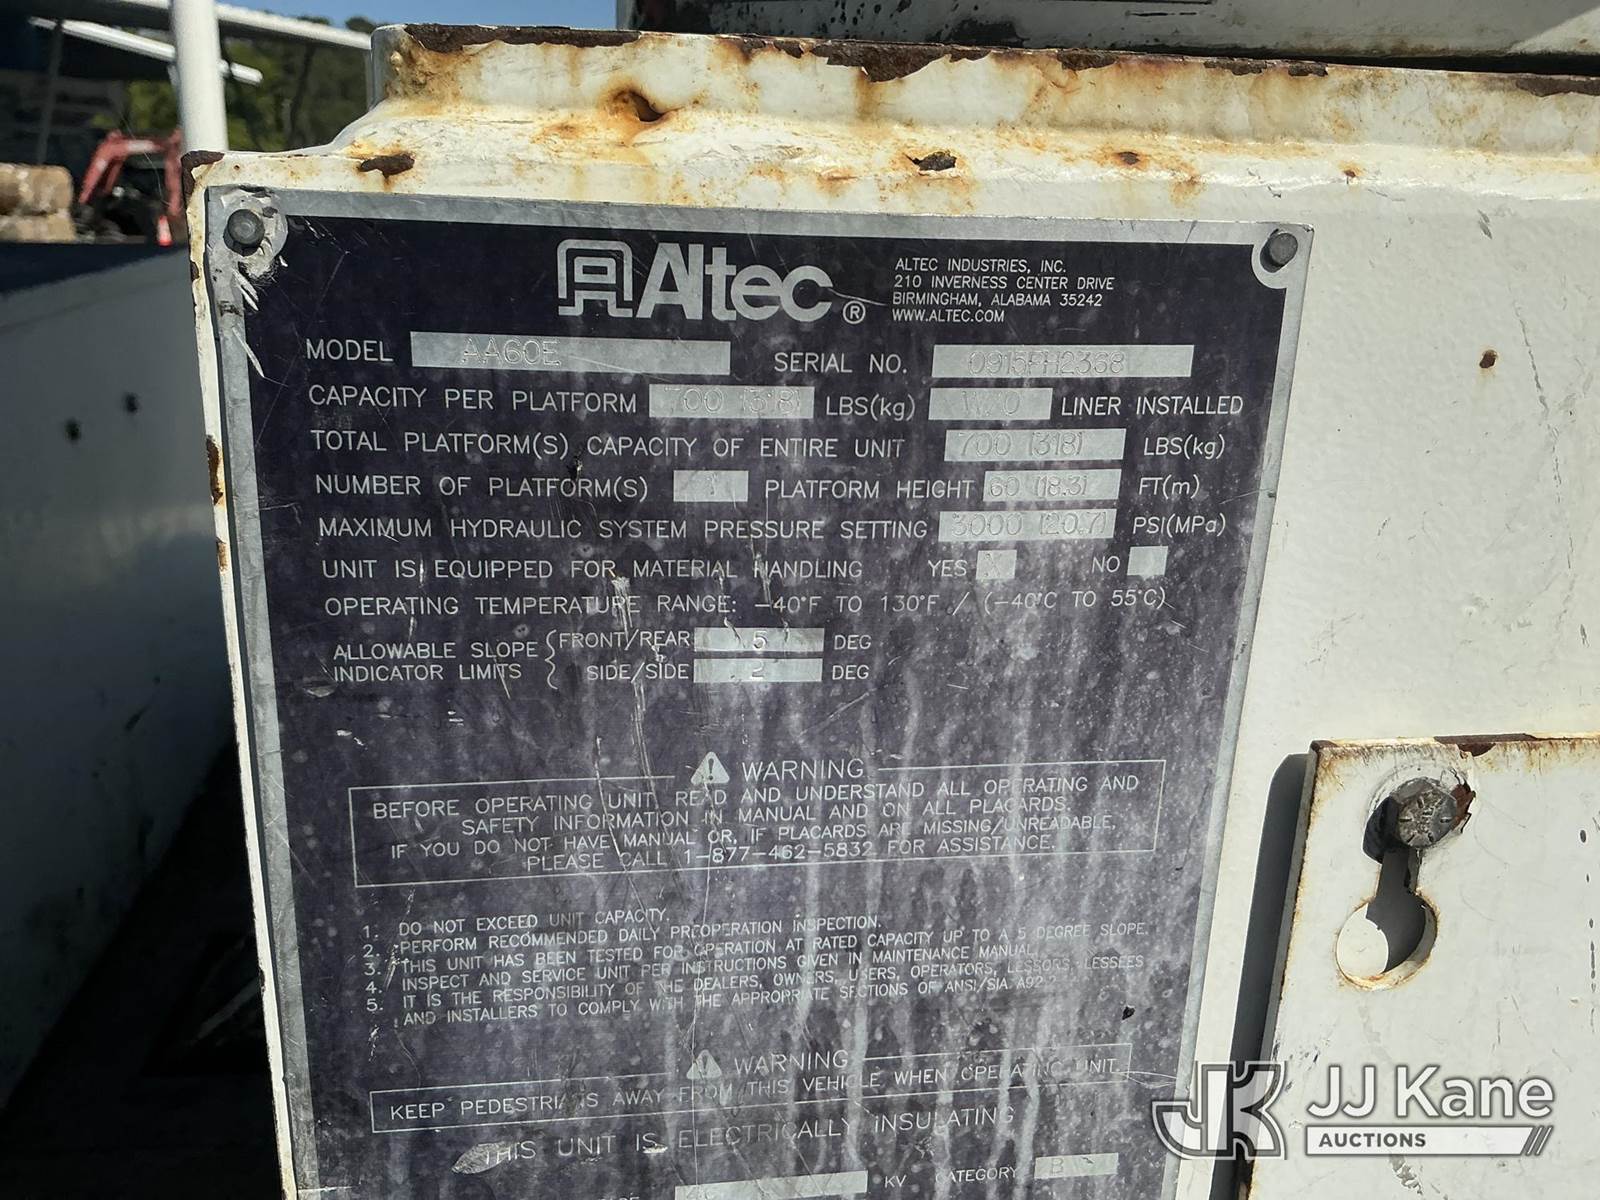 Altec®
ALTEC INDUSTRIES, INC.
210 INVERNESS CENTER DRIVE
BIRMINGHAM, ALABAMA 35242
WWW.ALTEC.COM
MODEL AA60E SERIAL NO. 0915FH2368
CAPACITY PER PLATFORM 700 (318) LBS(kg) W/O LINER INSTALLED
TOTAL PLATFORM(S) CAPACITY OF ENTIRE UNIT 700 (318) LBS(kg)
NUMBER OF PLATFORM(S) 1 PLATFORM HEIGHT 60 (18.3) FT(m)
MAXIMUM HYDRAULIC SYSTEM PRESSURE SETTING 3000 (20.7) PSI(MPa)
UNIT IS EQUIPPED FOR MATERIAL HANDLING YES X NO
OPERATING TEMPERATURE RANGE: -40°F TO 130°F / (-40°C TO 55°C)
ALLOWABLE SLOPE FRONT/REAR 5 DEG
INDICATOR LIMITS SIDE/SIDE 2 DEG
WARNING
BEFORE OPERATING UNIT, READ AND UNDERSTAND ALL OPERATING AND
SAFETY INFORMATION IN MANUAL AND ON ALL PLACARDS.
IF YOU DO NOT HAVE MANUAL OR, IF PLACARDS ARE MISSING/UNREADABLE,
PLEASE CALL 1-877-462-5832 FOR ASSISTANCE.
1. DO NOT EXCEED UNIT CAPACITY.
2. PERFORM RECOMMENDED DAILY PREOPERATION INSPECTION.
3. THIS UNIT HAS BEEN TESTED FOR OPERATION AT RATED CAPACITY UP TO A 5 DEGREE SLOPE.
4. INSPECT AND SERVICE UNIT PER INSTRUCTIONS GIVEN IN MAINTENANCE MANUAL.
5. IT IS THE RESPONSIBILITY OF THE DEALERS, OWNERS, USERS, OPERATORS, LESSORS, LESSEES
AND INSTALLERS TO COMPLY WITH THE APPROPRIATE SECTIONS OF ANSI/SIA A92.2
WARNING
KEEP PEDESTRIANS AWAY FROM THIS VEHICLE WHEN OPERATING UNIT.
THIS UNIT IS ELECTRICALLY INSULATING
KV CATEGORY B
JK JJ Kane
AUCTIONS